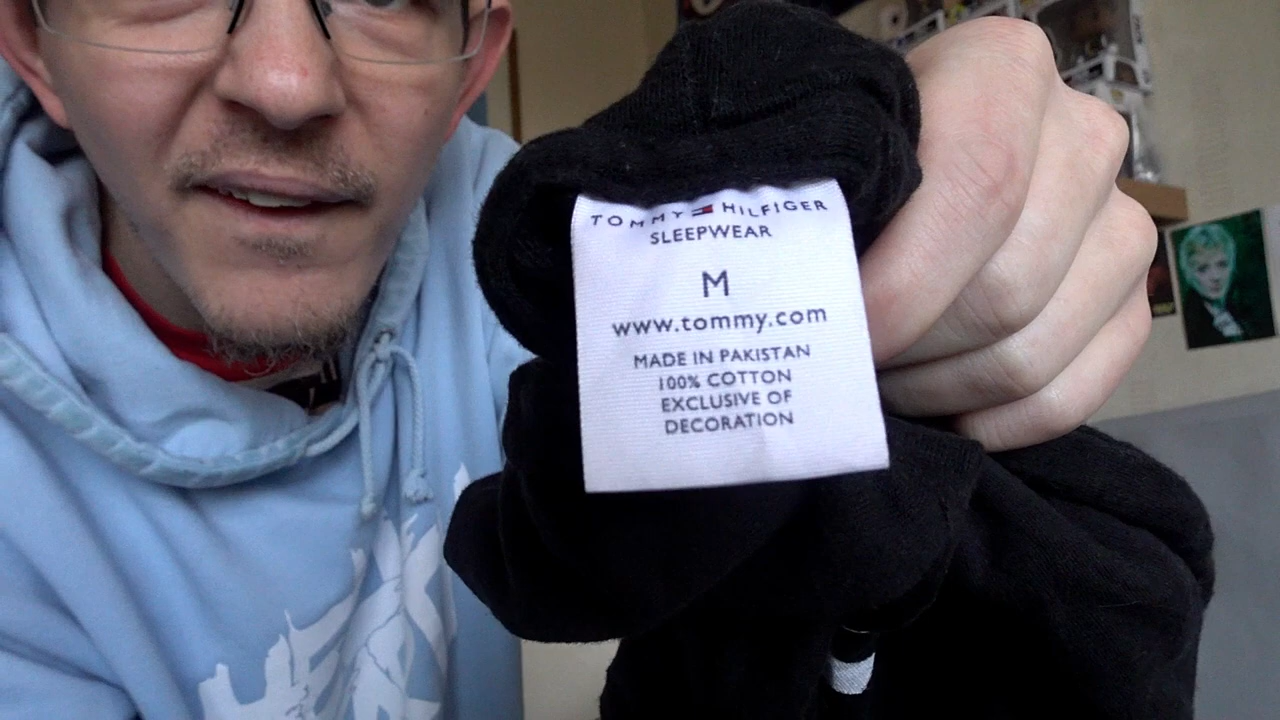 TOMMY HILFIGER
SLEEPWEAR
M
www.tommy.com
MADE IN PAKISTAN
100% COTTON
EXCLUSIVE OF
DECORATION